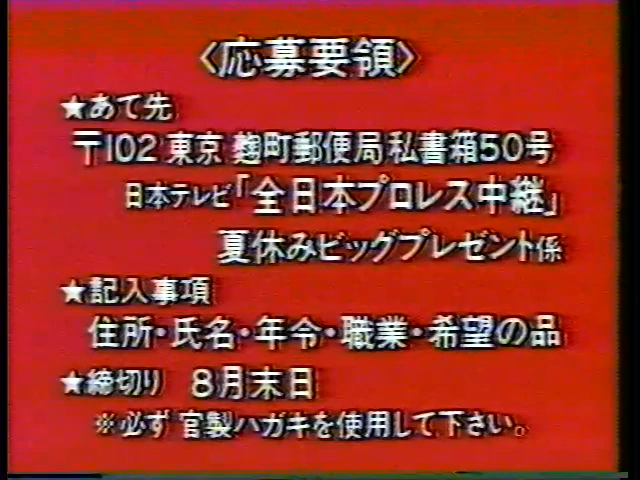 〈応募要領〉
★あて先
〒102 東京 麹町郵便局私書箱50号
日本テレビ「全日本プロレス中継」
夏休みビッグプレゼント係
★記入事項
住所・氏名・年令・職業・希望の品
★締切り 8月末日
※必ず官製ハガキを使用して下さい。